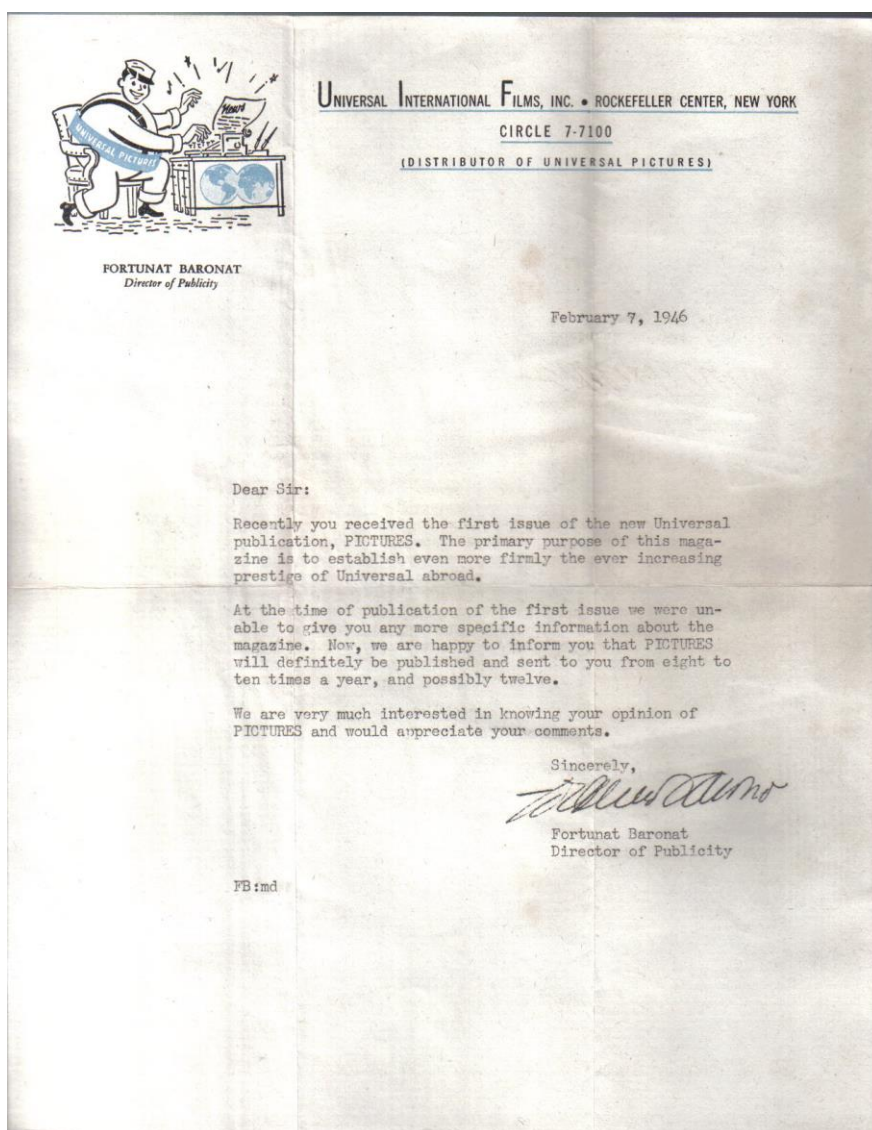 News
UNIVERSAL PICTURES
UNIVERSAL INTERNATIONAL FILMS, INC. • ROCKEFELLER CENTER, NEW YORK
CIRCLE 7-7100
(DISTRIBUTOR OF UNIVERSAL PICTURES)
FORTUNAT BARONAT
Director of Publicity
February 7, 1946
Dear Sir:
Recently you received the first issue of the new Universal
publication, PICTURES. The primary purpose of this maga-
zine is to establish even more firmly the ever increasing
prestige of Universal abroad.
At the time of publication of the first issue we were un-
able to give you any more specific information about the
magazine. Now, we are happy to inform you that PICTURES
will definitely be published and sent to you from eight to
ten times a year, and possibly twelve.
We are very much interested in knowing your opinion of
PICTURES and would appreciate your comments.
Sincerely,
Fortunat Baronat
Director of Publicity
FB:md